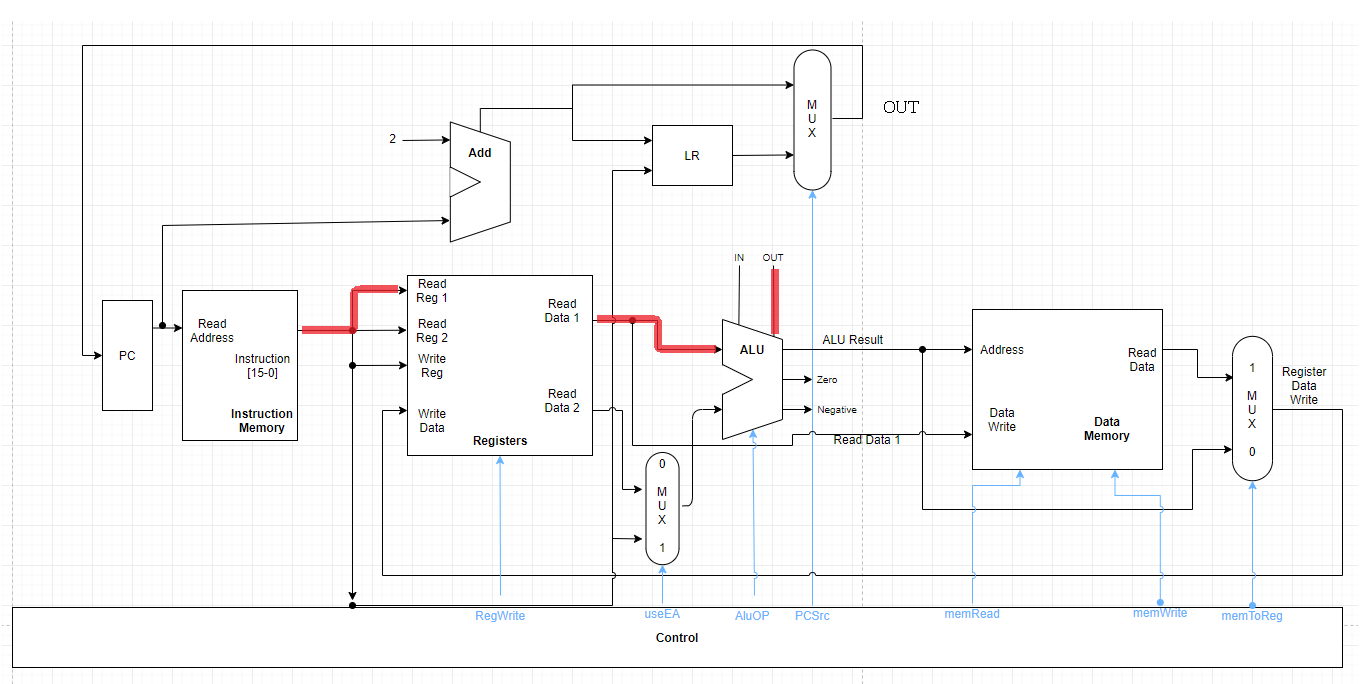 OUT
M
U
X
2
Add
LR
IN
OUT
PC
Read
Address
Instruction
[15-0]
Instruction
Memory
Read
Reg 1
Read
Reg 2
Write
Reg
Write
Data
Read
Data 1
Read
Data 2
Registers
ALU
ALU Result
Zero
Negative
Read Data 1
Address
Read
Data
Data
Write
Data
Memory
1
M
U
X
0
Register
Data
Write
0
M
U
X
1
RegWrite
useEA
AluOP
PCSrc
memRead
memWrite
memToReg
Control